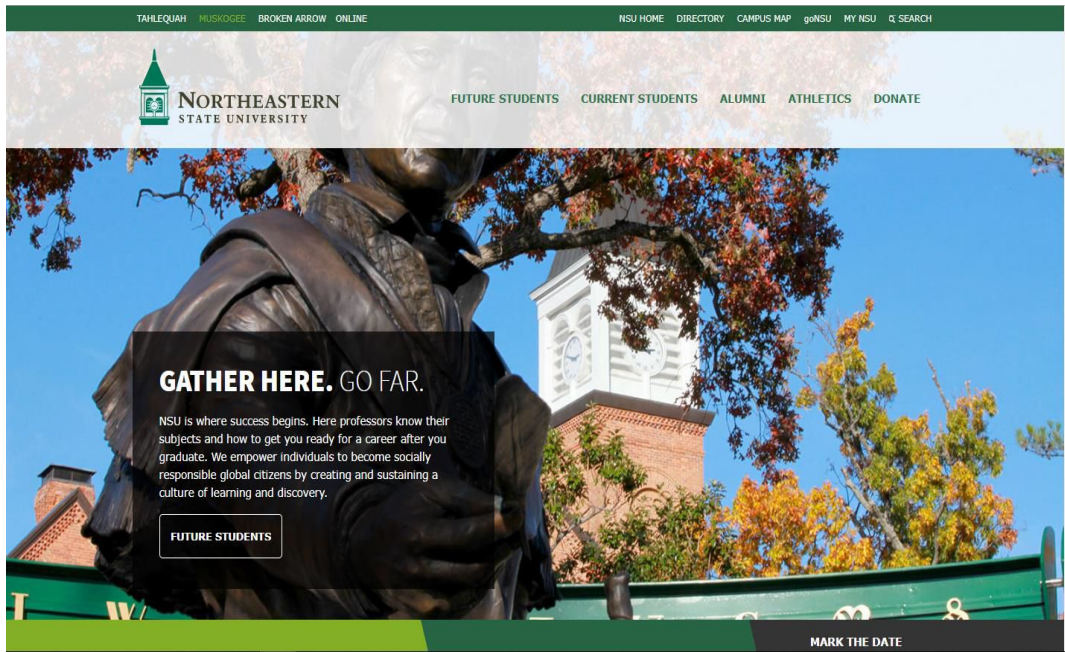 TAHLEQUAH MUSKOGEE BROKEN ARROW ONLINE NSU HOME DIRECTORY CAMPUS MAP goNSU MY NSU SEARCH
NORTHEASTERN
STATE UNIVERSITY
FUTURE STUDENTS CURRENT STUDENTS ALUMNI ATHLETICS DONATE
GATHER HERE. GO FAR.
NSU is where success begins. Here professors know their
subjects and how to get you ready for a career after you
graduate. We empower individuals to become socially
responsible global citizens by creating and sustaining a
culture of learning and discovery.
FUTURE STUDENTS
MARK THE DATE